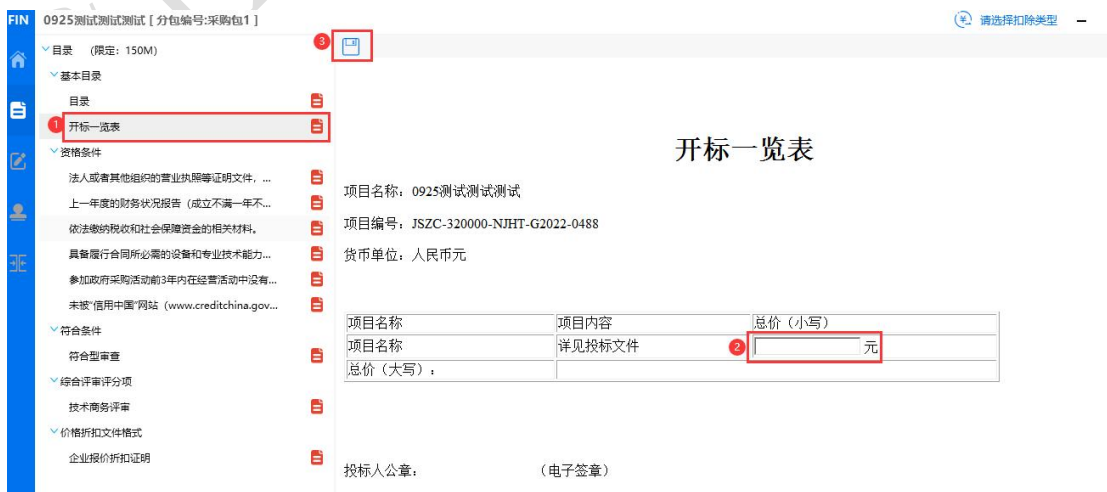 FIN 0925测试测试测试 [ 分包编号:采购包1 ] 请选择扣除类型
目录 (限定: 150M)
3
基本目录
目录
1 开标一览表
资格条件
法人或者其他组织的营业执照等证明文件，...
上一年度的财务状况报告（成立不满一年不...
依法缴纳税收和社会保障资金的相关材料。
具备履行合同所必需的设备和专业技术能力...
参加政府采购活动前3年内在经营活动中没有...
未被“信用中国”网站（www.creditchina.gov...
符合条件
符合型审查
综合评审评分项
技术商务评审
价格折扣文件格式
企业报价折扣证明
开标一览表
项目名称：0925测试测试测试
项目编号：JSZC-320000-NJHT-G2022-0488
货币单位：人民币元
项目名称 项目内容 总价（小写）
项目名称 详见投标文件 2 元
总价（大写）：
投标人公章： （电子签章）